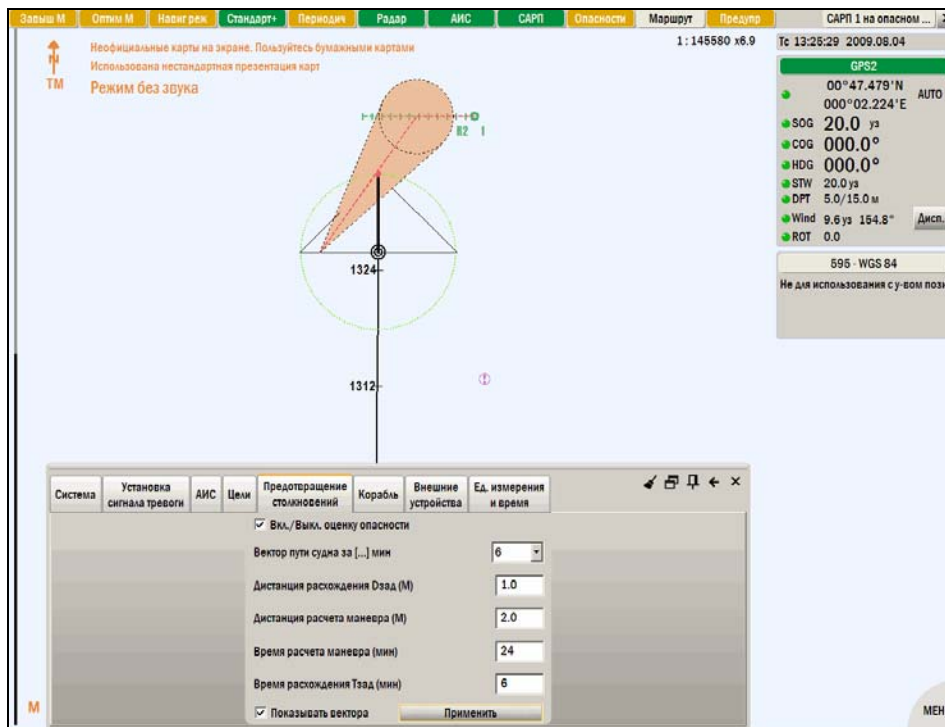 Завыш М Оптим М Навиг реж Стандарт+ Периодич Радар АИС САРП Опасности Маршрут Предупр САРП 1 на опасном ...
Неофициальные карты на экране. Пользуйтесь бумажными картами
Использована нестандартная презентация карт
Режим без звука
N
TM
1 : 145580 x6.9
Тс 13:25:29 2009.08.04
GPS2
00°47.479'N
000°02.224'E
AUTO
SOG 20.0 уз
COG 000.0°
HDG 000.0°
STW 20.0 уз
DPT 5.0/15.0 м
Wind 9.6 уз 154.8° Дисп.
ROT 0.0
595 - WGS 84
Не для использования с у-вом пози
1
1324
1312
Система Установка сигнала тревоги АИС Цели Предотвращение столкновений Корабль Внешние устройства Ед. измерения и время
Вкл./Выкл. оценку опасности
Вектор пути судна за [...] мин 6
Дистанция расхождения Dзад (М) 1.0
Дистанция расчета маневра (М) 2.0
Время расчета маневра (мин) 24
Время расхождения Тзад (мин) 6
Показывать вектора Применить
М
МЕН